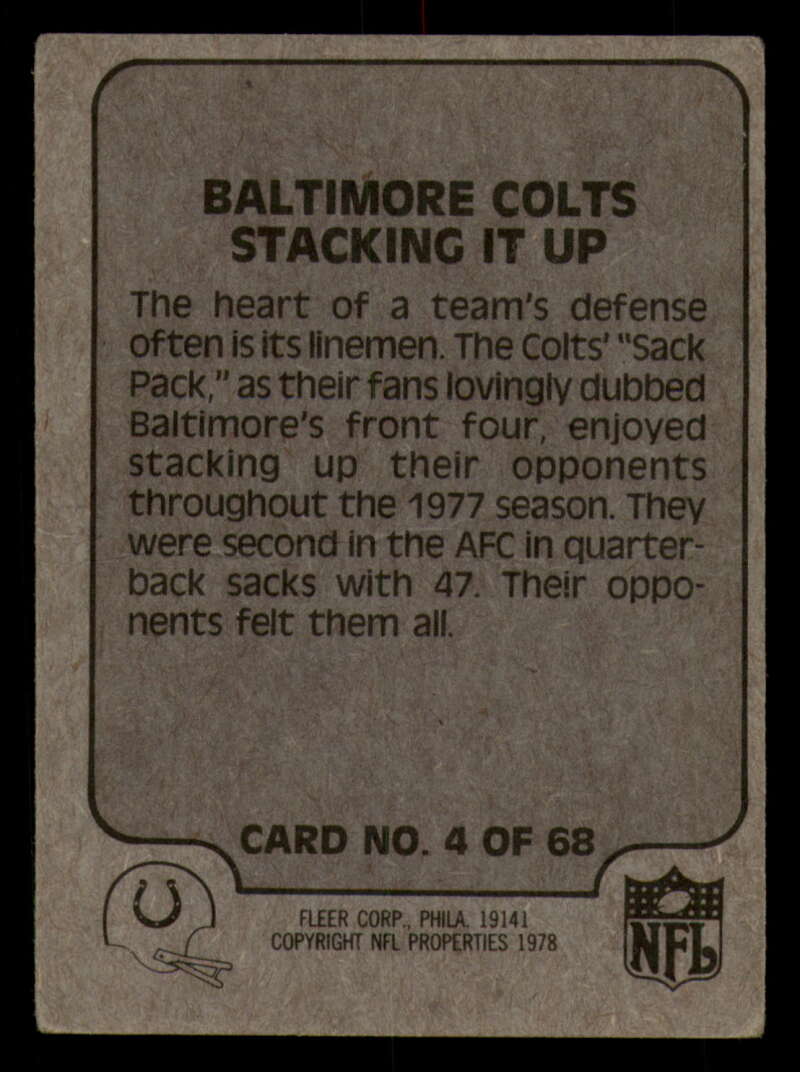 BALTIMORE COLTS
STACKING IT UP
The heart of a team's defense
often is its linemen. The Colts' "Sack
Pack," as their fans lovingly dubbed
Baltimore's front four, enjoyed
stacking up their opponents
throughout the 1977 season. They
were second in the AFC in quarter-
back sacks with 47. Their oppo-
nents felt them all.
CARD NO. 4 OF 68
FLEER CORP., PHILA. 19141
COPYRIGHT NFL PROPERTIES 1978
NFL